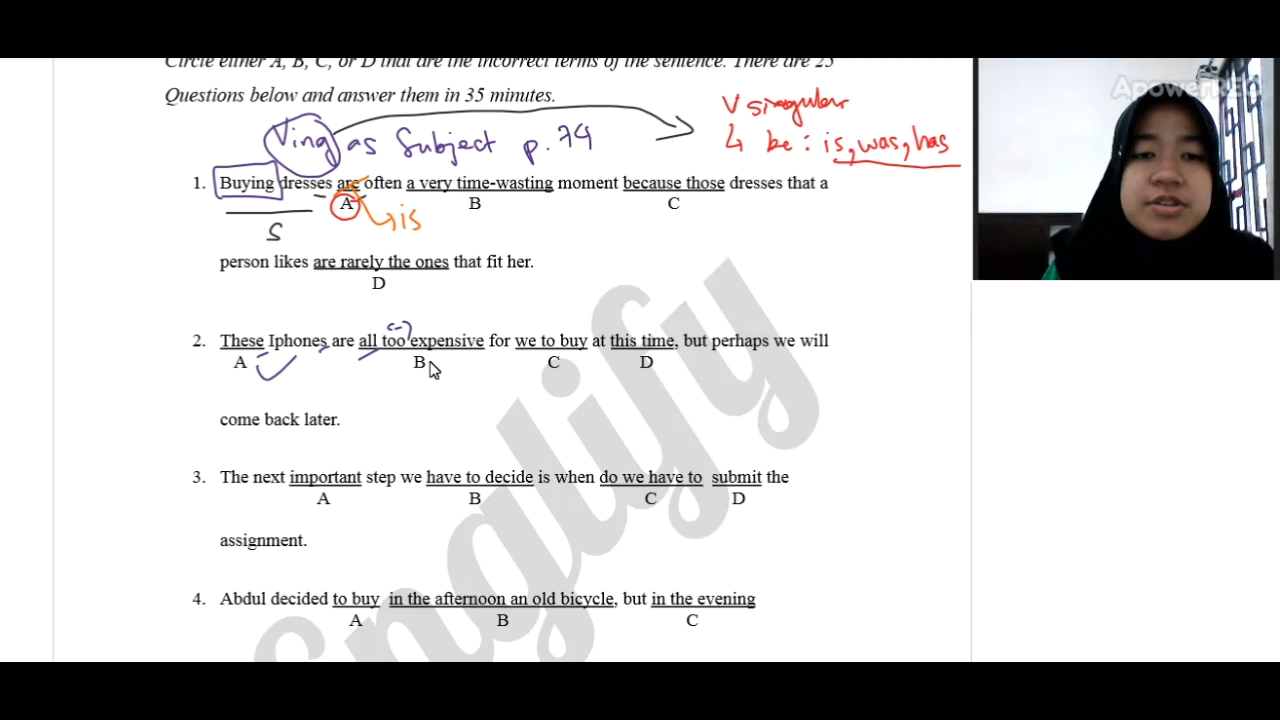 Circle either A, B, C, or D that are the incorrect terms of the sentence. There are 25
Questions below and answer them in 35 minutes.
Ving as Subject p. 74
V singular
↳ be : is, was, has
ApowerREC
1. Buying dresses are often a very time-wasting moment because those dresses that a
A B C
S
is
person likes are rarely the ones that fit her.
D
(-)
2. These Iphones are all too expensive for we to buy at this time, but perhaps we will
A B C D
come back later.
3. The next important step we have to decide is when do we have to submit the
A B C D
assignment.
4. Abdul decided to buy in the afternoon an old bicycle, but in the evening
A B C
Englify